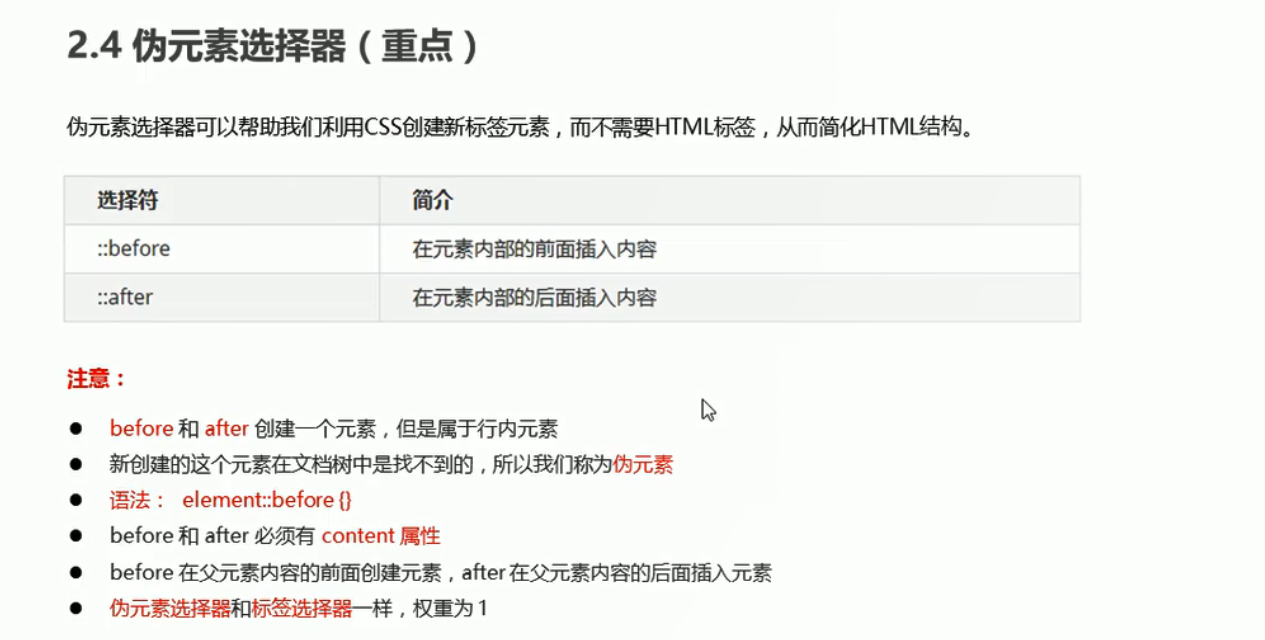 2.4 伪元素选择器（重点）
伪元素选择器可以帮助我们利用CSS创建新标签元素，而不需要HTML标签，从而简化HTML结构。
选择符 简介
::before 在元素内部的前面插入内容
::after 在元素内部的后面插入内容
注意：
● before 和 after 创建一个元素，但是属于行内元素
● 新创建的这个元素在文档树中是找不到的，所以我们称为伪元素
● 语法： element::before {}
● before 和 after 必须有 content 属性
● before 在父元素内容的前面创建元素，after 在父元素内容的后面插入元素
● 伪元素选择器和标签选择器一样，权重为 1